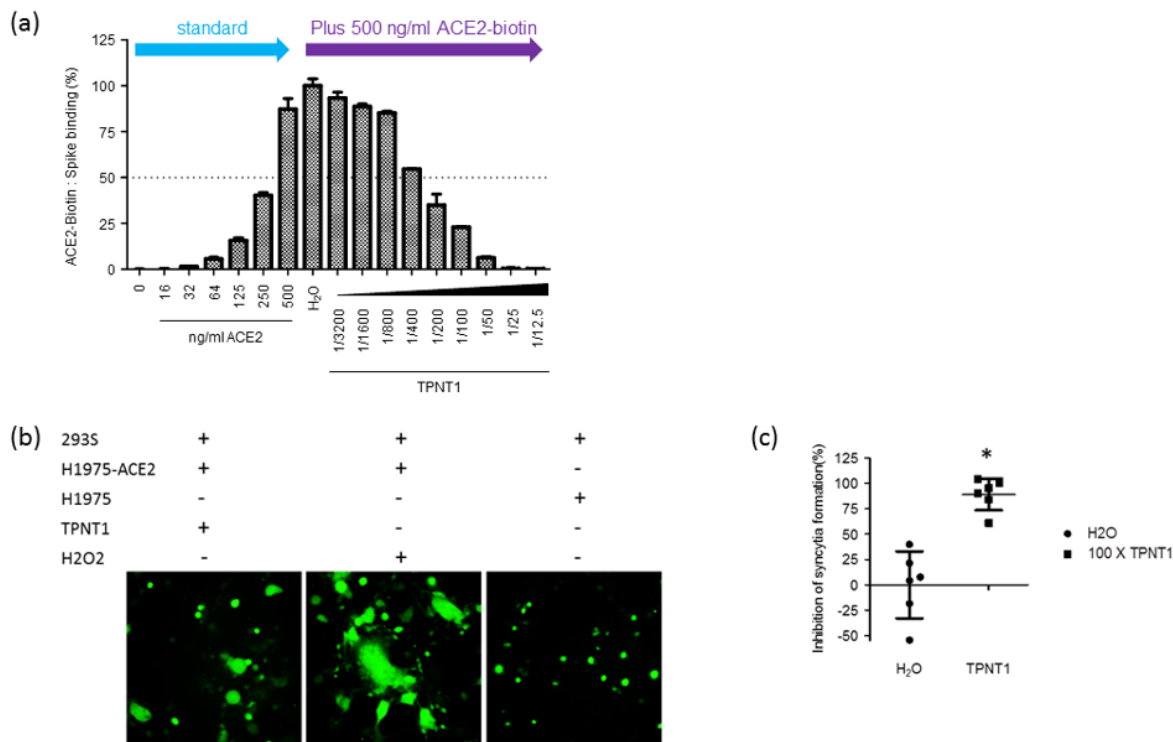 (a)
standard
Plus 500 ng/ml ACE2-biotin
ACE2-Biotin : Spike binding (%)
125
100
75
50
25
0
0
16
32
64
125
250
500
H₂O
1/3200
1/1600
1/800
1/400
1/200
1/100
1/50
1/25
1/12.5
ng/ml ACE2
TPNT1
(b)
293S + + +
H1975-ACE2 + + -
H1975 - - +
TPNT1 + - -
H2O2 - + -
(c)
Inhibition of syncytia formation(%)
125
100
75
50
25
0
-25
-50
*
H₂O
TPNT1
H2O
100 X TPNT1